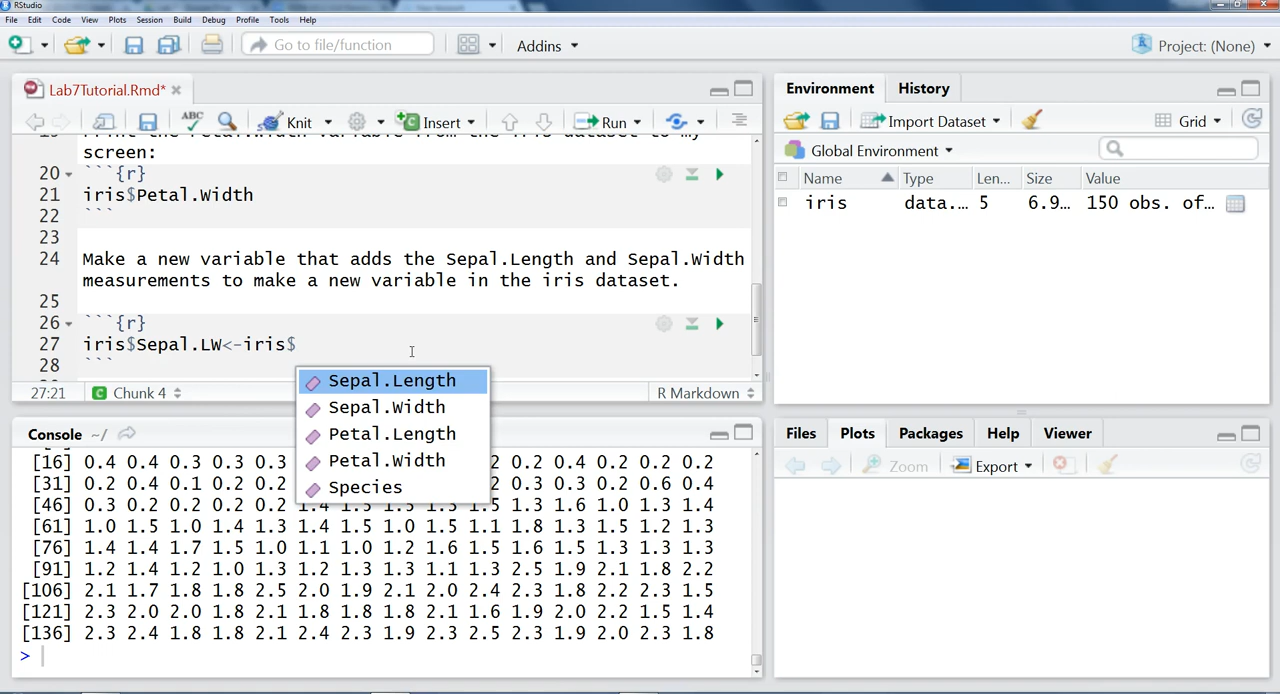 RStudio
File Edit Code View Plots Session Build Debug Profile Tools Help
Go to file/function Addins Project: (None)
Lab7Tutorial.Rmd*
ABC Knit Insert Run
screen:
20 ```{r}
21 iris$Petal.Width
22 ```
23
24 Make a new variable that adds the Sepal.Length and Sepal.Width
measurements to make a new variable in the iris dataset.
25
26 ```{r}
27 iris$Sepal.LW<-iris$
28 ```
Sepal.Length
Sepal.Width
Petal.Length
Petal.Width
Species
27:21 Chunk 4 R Markdown
Console ~/
[16] 0.4 0.4 0.3 0.3 0.3 2 0.2 0.4 0.2 0.2 0.2
[31] 0.2 0.4 0.1 0.2 0.2 0.3 0.3 0.2 0.6 0.4
[46] 0.3 0.2 0.2 0.2 0.2 1.4 1.5 1.5 1.3 1.5 1.3 1.6 1.0 1.3 1.4
[61] 1.0 1.5 1.0 1.4 1.3 1.4 1.5 1.0 1.5 1.1 1.8 1.3 1.5 1.2 1.3
[76] 1.4 1.4 1.7 1.5 1.0 1.1 1.0 1.2 1.6 1.5 1.6 1.5 1.3 1.3 1.3
[91] 1.2 1.4 1.2 1.0 1.3 1.2 1.3 1.3 1.1 1.3 2.5 1.9 2.1 1.8 2.2
[106] 2.1 1.7 1.8 1.8 2.5 2.0 1.9 2.1 2.0 2.4 2.3 1.8 2.2 2.3 1.5
[121] 2.3 2.0 2.0 1.8 2.1 1.8 1.8 1.8 2.1 1.6 1.9 2.0 2.2 1.5 1.4
[136] 2.3 2.4 1.8 1.8 2.1 2.4 2.3 1.9 2.3 2.5 2.3 1.9 2.0 2.3 1.8
>
Environment History
Import Dataset Grid
Global Environment
Name Type Len... Size Value
iris data.... 5 6.9... 150 obs. of...
Files Plots Packages Help Viewer
Zoom Export